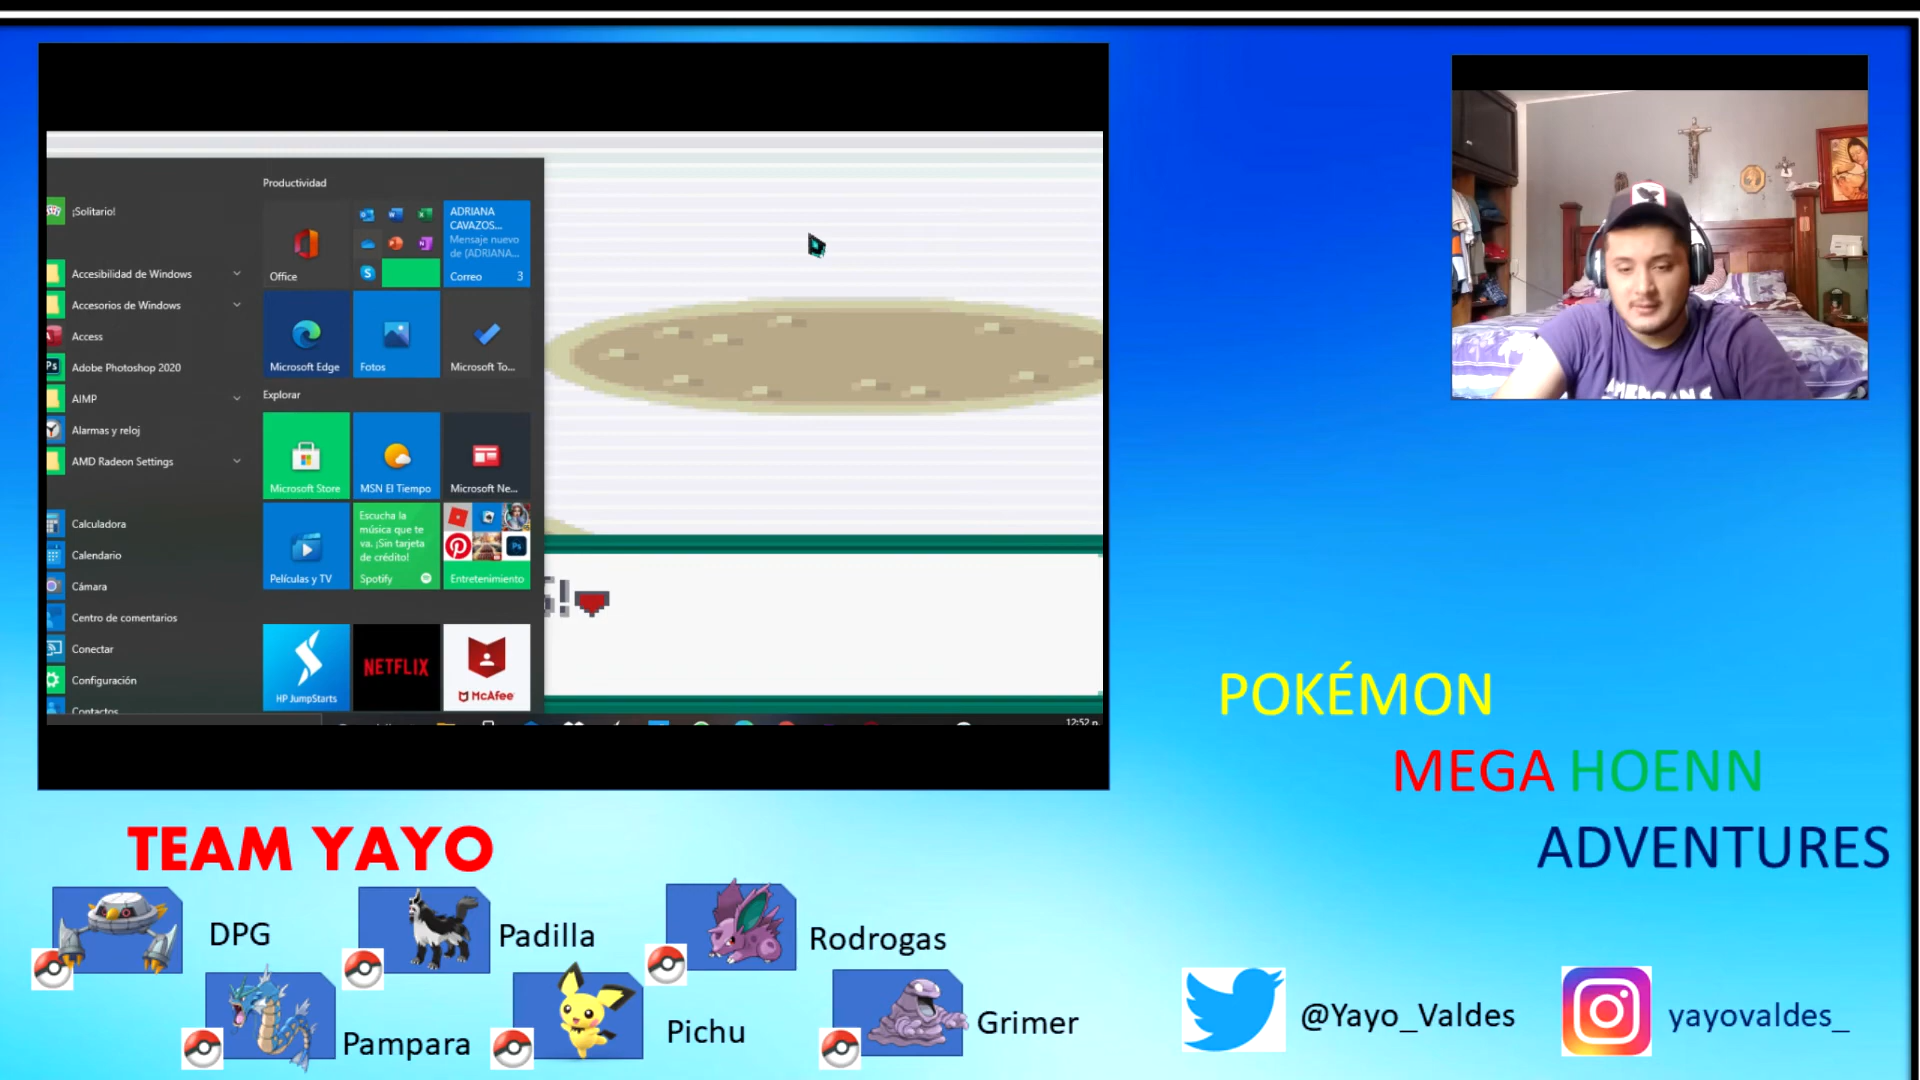 Productividad
¡Solitario!
Accesibilidad de Windows
Accesorios de Windows
Access
Adobe Photoshop 2020
AIMP
Alarmas y reloj
AMD Radeon Settings
Calculadora
Calendario
Cámara
Centro de comentarios
Conectar
Configuración
Contactos
Office
ADRIANA
CAVAZOS...
Mensaje nuevo
de [ADRIANA...
Correo 3
Microsoft Edge
Fotos
Microsoft To...
Explorar
Microsoft Store
MSN El Tiempo
Microsoft Ne...
Películas y TV
Escucha la
música que te
va. ¡Sin tarjeta
de crédito!
Spotify
Entretenimiento
HP JumpStarts
NETFLIX
McAfee
!
12:52 p.
POKÉMON
MEGA HOENN
ADVENTURES
TEAM YAYO
DPG
Padilla
Rodrogas
Pampara
Pichu
Grimer
@Yayo_Valdes
yayovaldes_